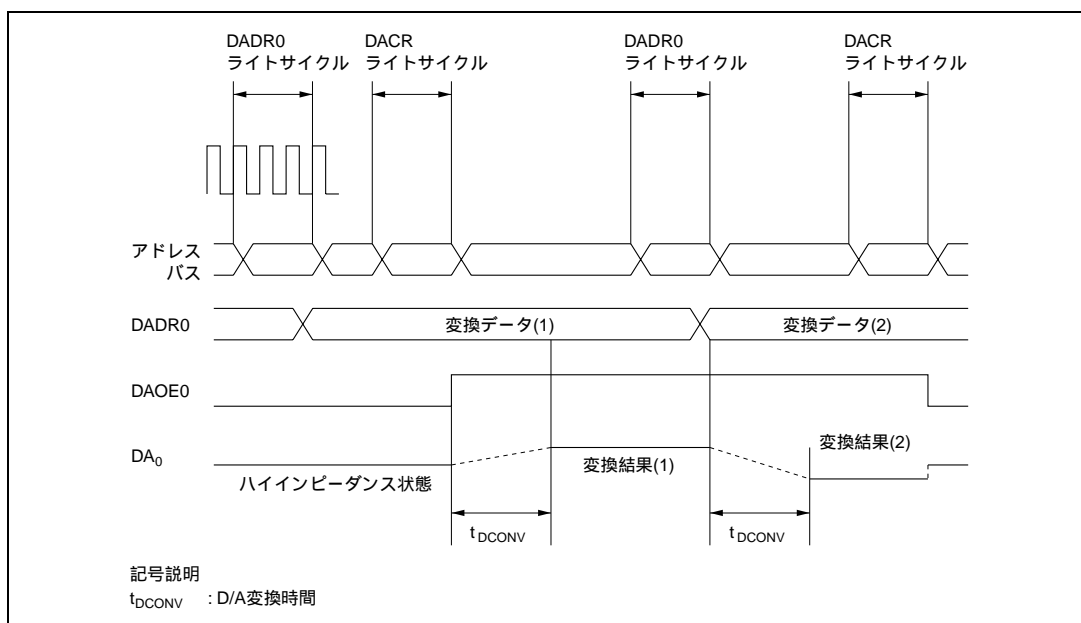 DADR0
ライトサイクル
DACR
ライトサイクル
DADR0
ライトサイクル
DACR
ライトサイクル
アドレス
バス
DADR0
変換データ(1)
変換データ(2)
DAOE0
DA0
ハイインピーダンス状態
変換結果(1)
変換結果(2)
tDCONV
tDCONV
記号説明
tDCONV : D/A変換時間